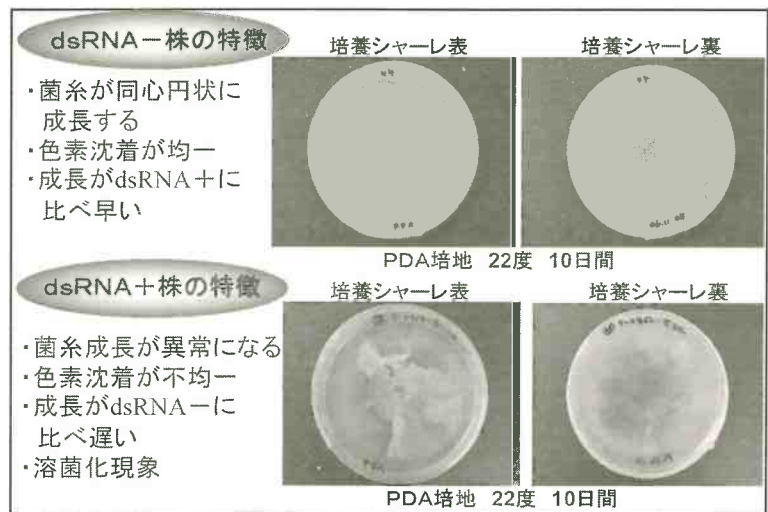 dsRNA－株の特徴
・菌糸が同心円状に
成長する
・色素沈着が均一
・成長がdsRNA＋に
比べ早い
培養シャーレ表
培養シャーレ裏
PDA培地 22度 10日間
dsRNA＋株の特徴
・菌糸成長が異常になる
・色素沈着が不均一
・成長がdsRNA－に
比べ遅い
・溶菌化現象
培養シャーレ表
培養シャーレ裏
PDA培地 22度 10日間